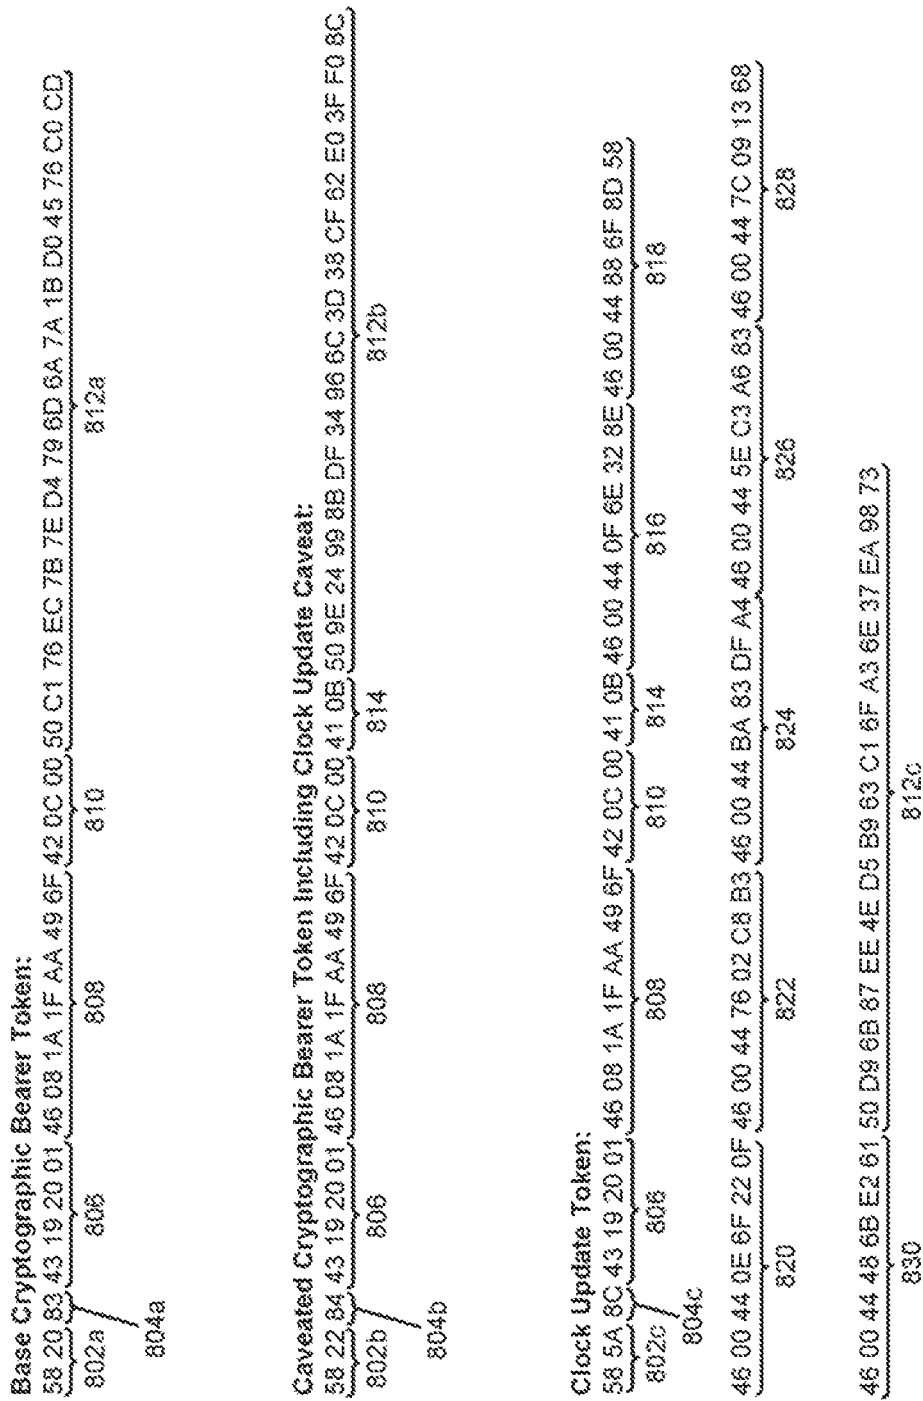 Base Cryptographic Bearer Token:
58 20 83 43 19 20 01 46 08 1A 1F AA 49 6F 42 0C 00 50 C1 76 EC 7B 7E D4 79 6D 6A 7A 1B D0 45 76 C0 CD
802a 806 808 810 812a
804a
Caveated Cryptographic Bearer Token Including Clock Update Caveat:
58 22 84 43 19 20 01 46 08 1A 1F AA 49 6F 42 0C 00 41 0B 50 9E 24 99 8B DF 34 96 6C 3D 38 CF 62 E0 3F F0 8C
802b 806 808 810 814 812b
804b
Clock Update Token:
58 5A 8C 43 19 20 01 46 08 1A 1F AA 49 6F 42 0C 00 41 0B 46 00 44 0F 6E 32 8E 46 00 44 88 6F 8D 58
802c 806 808 810 814 816 818
804c
46 00 44 0E 6F 22 0F 46 00 44 76 02 C8 B3 46 00 44 BA 83 DF A4 46 00 44 5E C3 A6 83 46 00 44 7C 09 13 68
820 822 824 826 828
46 00 44 48 6B E2 61 50 D9 6B 87 EE 4E D5 B9 63 C1 6F A3 6E 37 EA 98 73
830 812c